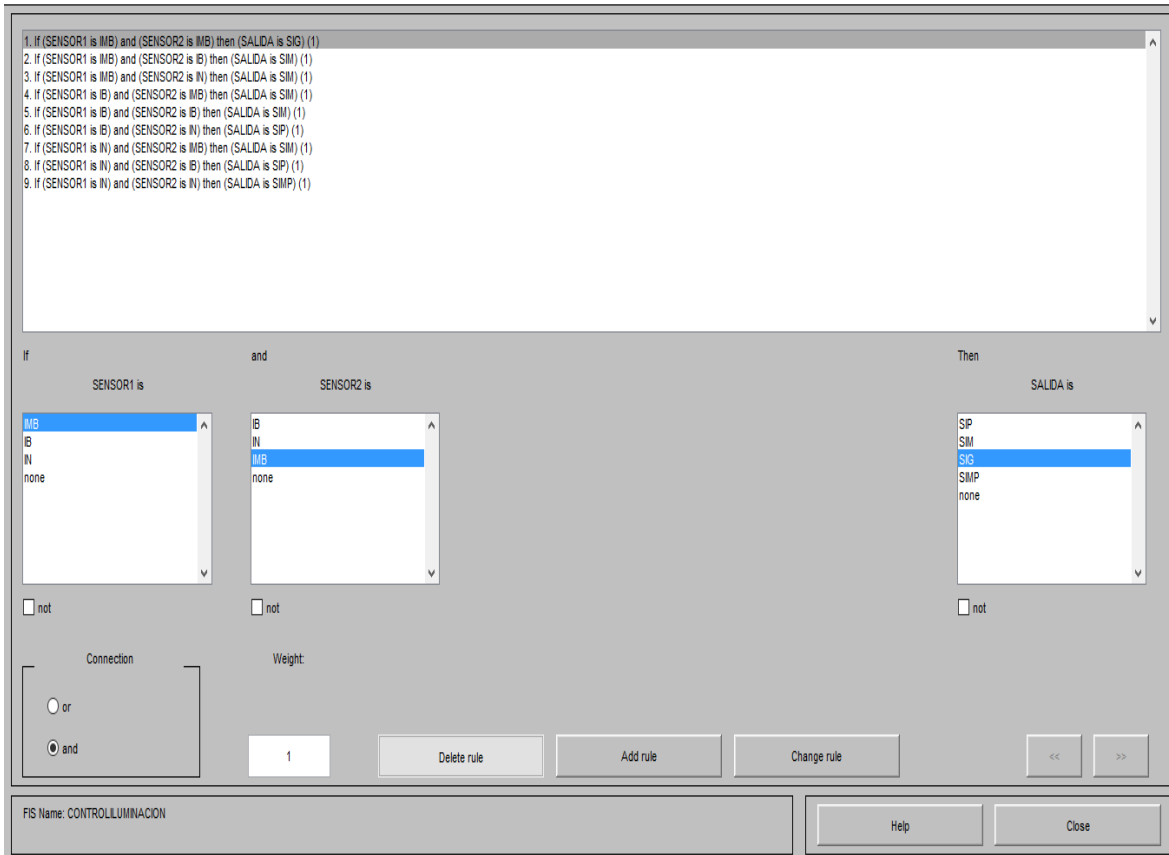 1. If (SENSOR1 is IMB) and (SENSOR2 is IMB) then (SALIDA is SIG) (1)
2. If (SENSOR1 is IMB) and (SENSOR2 is IB) then (SALIDA is SIM) (1)
3. If (SENSOR1 is IMB) and (SENSOR2 is IN) then (SALIDA is SIM) (1)
4. If (SENSOR1 is IB) and (SENSOR2 is IMB) then (SALIDA is SIM) (1)
5. If (SENSOR1 is IB) and (SENSOR2 is IB) then (SALIDA is SIM) (1)
6. If (SENSOR1 is IB) and (SENSOR2 is IN) then (SALIDA is SIP) (1)
7. If (SENSOR1 is IN) and (SENSOR2 is IMB) then (SALIDA is SIM) (1)
8. If (SENSOR1 is IN) and (SENSOR2 is IB) then (SALIDA is SIP) (1)
9. If (SENSOR1 is IN) and (SENSOR2 is IN) then (SALIDA is SIMP) (1)
If
and
Then
SENSOR1 is
SENSOR2 is
SALIDA is
IMB
IB
IN
none
IB
IN
IMB
none
SIP
SIM
SIG
SIMP
none
not
not
not
Connection
or
and
Weight:
1
Delete rule
Add rule
Change rule
<<
>>
FIS Name: CONTROLILUMINACION
Help
Close